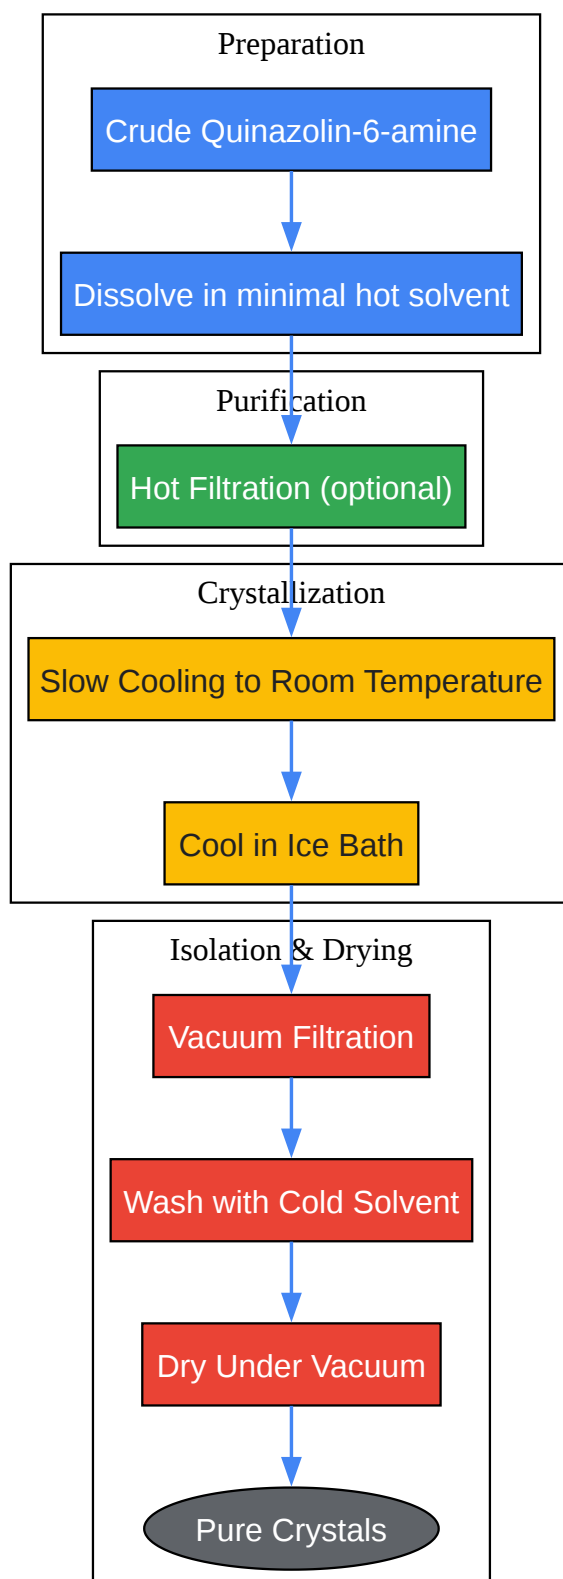 Preparation
Crude Quinazolin-6-amine
Dissolve in minimal hot solvent
Purification
Hot Filtration (optional)
Crystallization
Slow Cooling to Room Temperature
Cool in Ice Bath
Isolation & Drying
Vacuum Filtration
Wash with Cold Solvent
Dry Under Vacuum
Pure Crystals